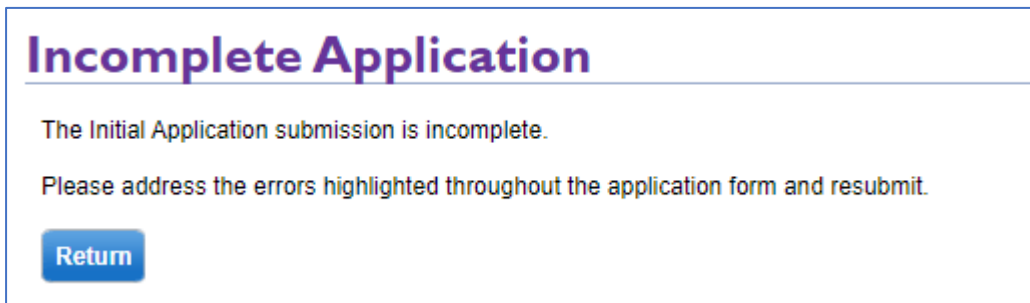 Incomplete Application
The Initial Application submission is incomplete.
Please address the errors highlighted throughout the application form and resubmit.
Return